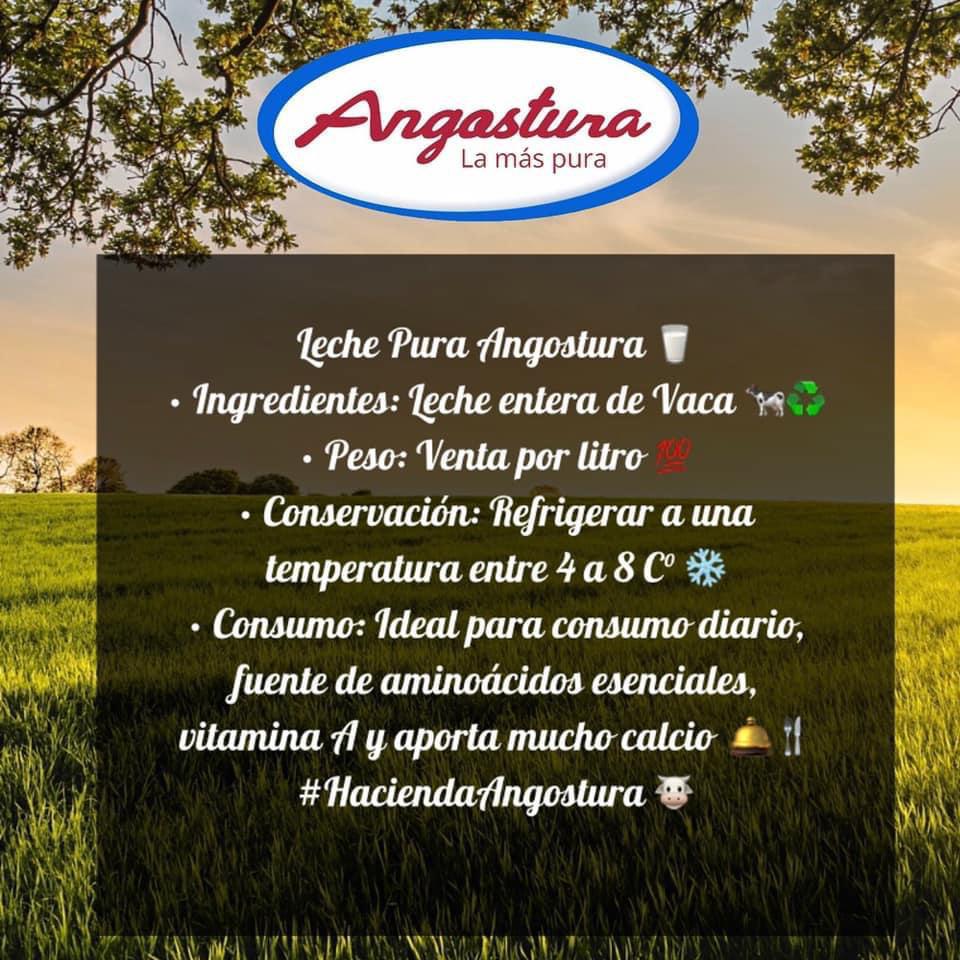 Angostura
La más pura
Leche Pura Angostura 🥛
• Ingredientes: Leche entera de Vaca 🐄♻️
• Peso: Venta por litro 💯
• Conservación: Refrigerar a una
temperatura entre 4 a 8 Cº ❄️
• Consumo: Ideal para consumo diario,
fuente de aminoácidos esenciales,
vitamina A y aporta mucho calcio 🛎️🍴
#HaciendaAngostura 🐮